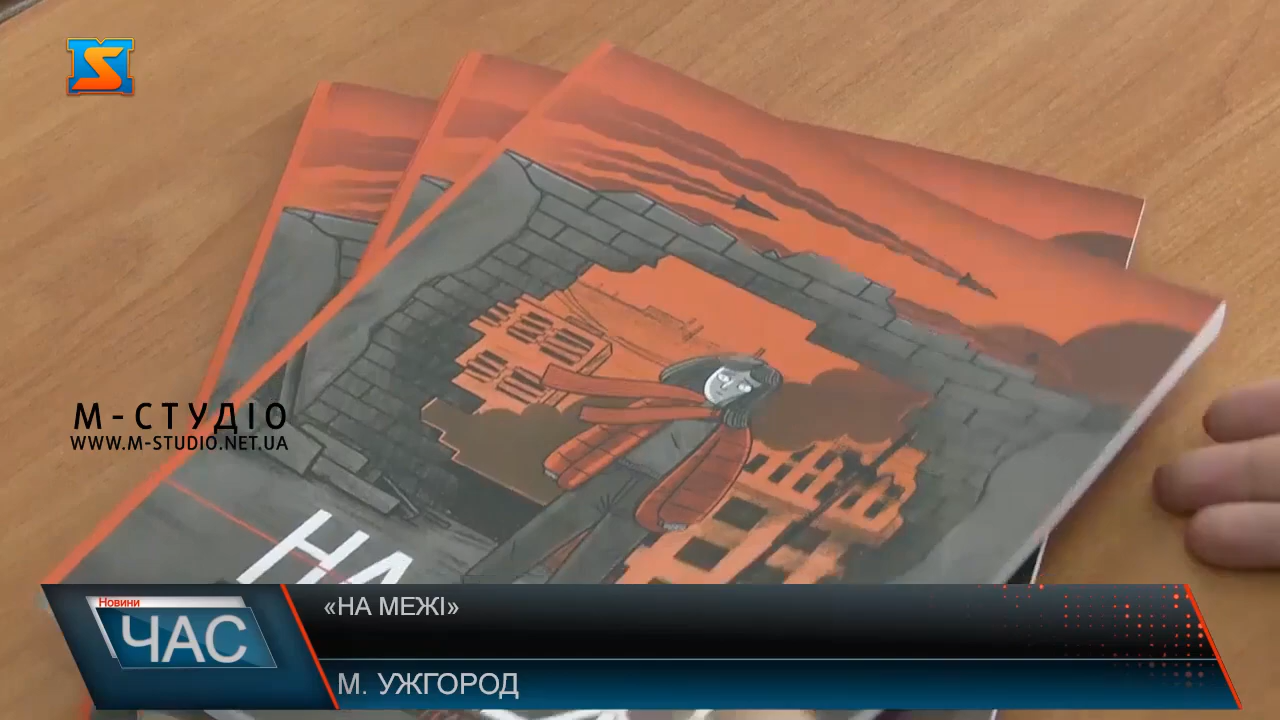 М-СТУДІО
WWW.M-STUDIO.NET.UA
НА
Новини
ЧАС
«НА МЕЖІ»
М. УЖГОРОД